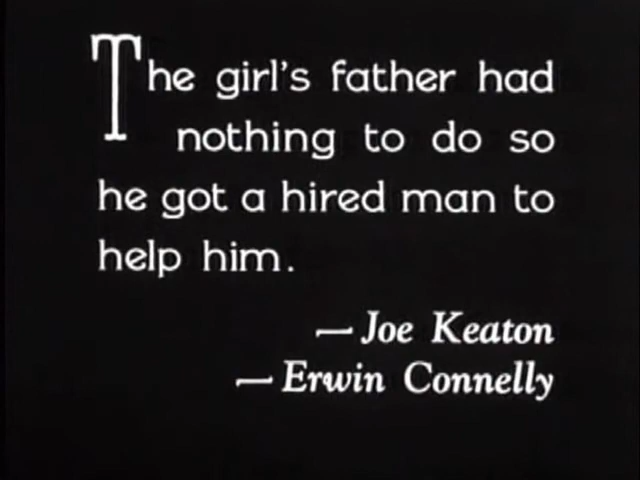 The girl's father had
nothing to do so
he got a hired man to
help him.
— Joe Keaton
— Erwin Connelly